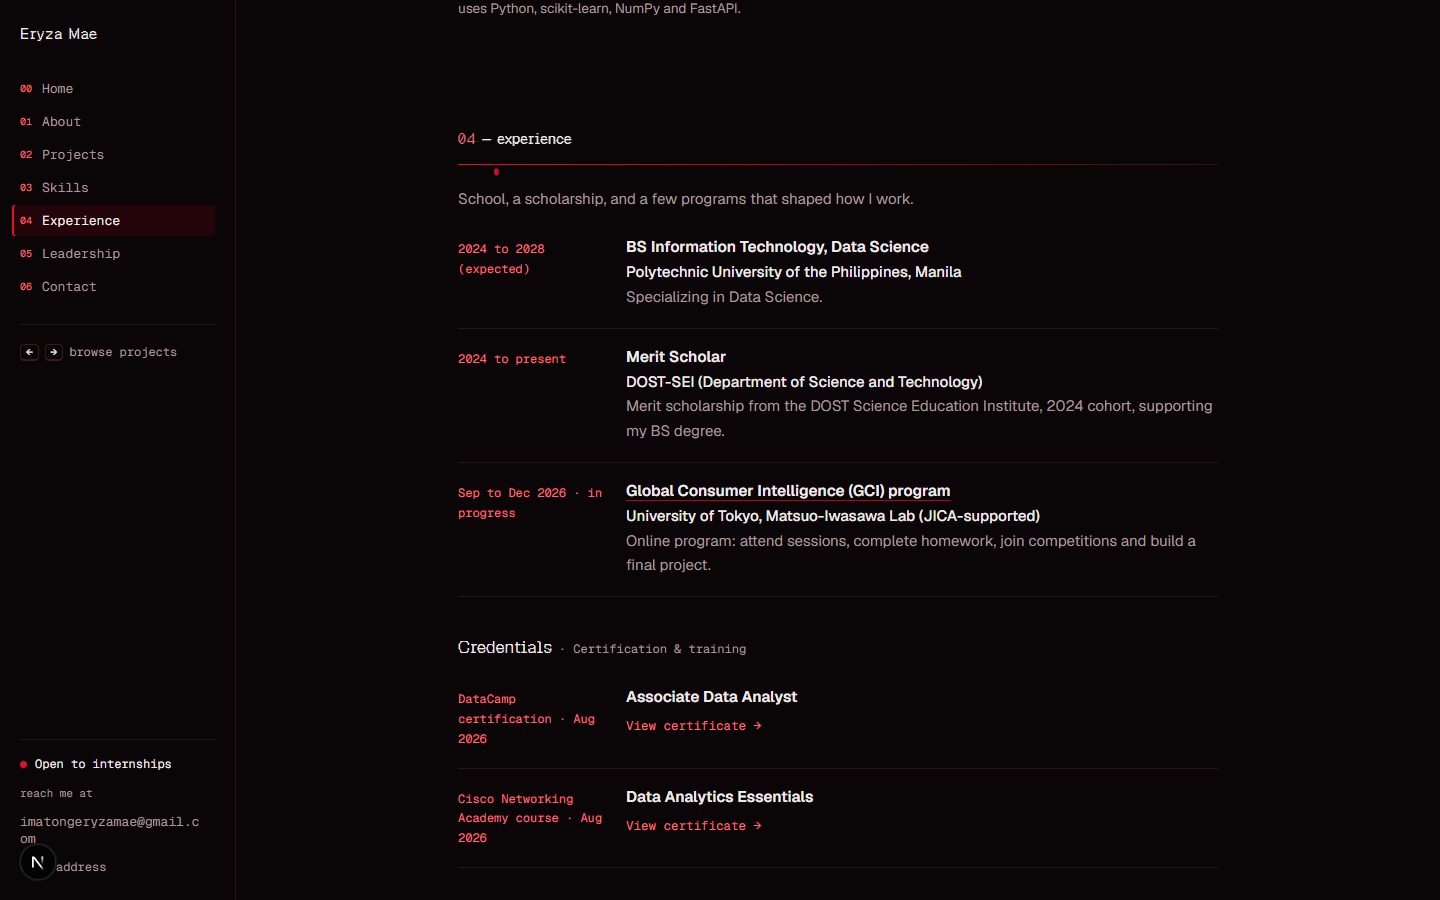 Eryza Mae
00 Home
01 About
02 Projects
03 Skills
04 Experience
05 Leadership
06 Contact
← → browse projects
Open to internships
reach me at
imatongeryzamae@gmail.c
om
N
address
uses Python, scikit-learn, NumPy and FastAPI.
04 — experience
School, a scholarship, and a few programs that shaped how I work.
2024 to 2028
(expected)
BS Information Technology, Data Science
Polytechnic University of the Philippines, Manila
Specializing in Data Science.
2024 to present
Merit Scholar
DOST-SEI (Department of Science and Technology)
Merit scholarship from the DOST Science Education Institute, 2024 cohort, supporting
my BS degree.
Sep to Dec 2026 · in
progress
Global Consumer Intelligence (GCI) program
University of Tokyo, Matsuo-Iwasawa Lab (JICA-supported)
Online program: attend sessions, complete homework, join competitions and build a
final project.
Credentials · Certification & training
DataCamp
certification · Aug
2026
Associate Data Analyst
View certificate →
Cisco Networking
Academy course · Aug
2026
Data Analytics Essentials
View certificate →